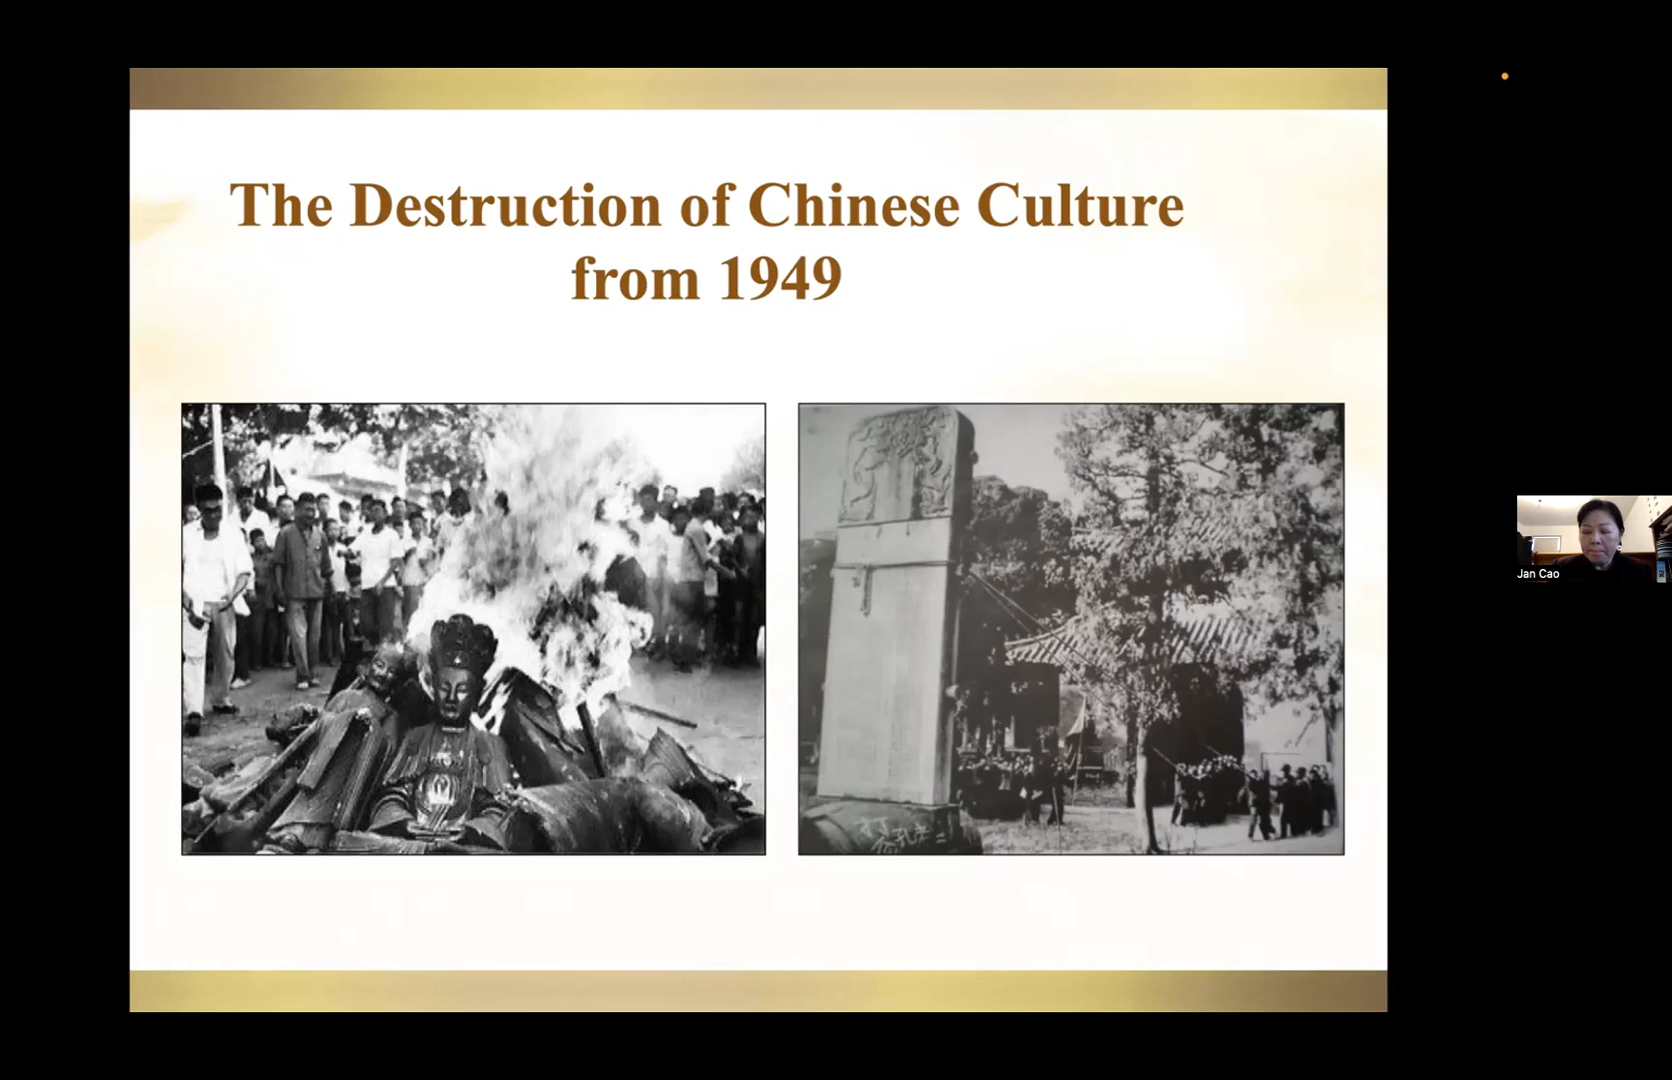 The Destruction of Chinese Culture
from 1949
Jan Cao